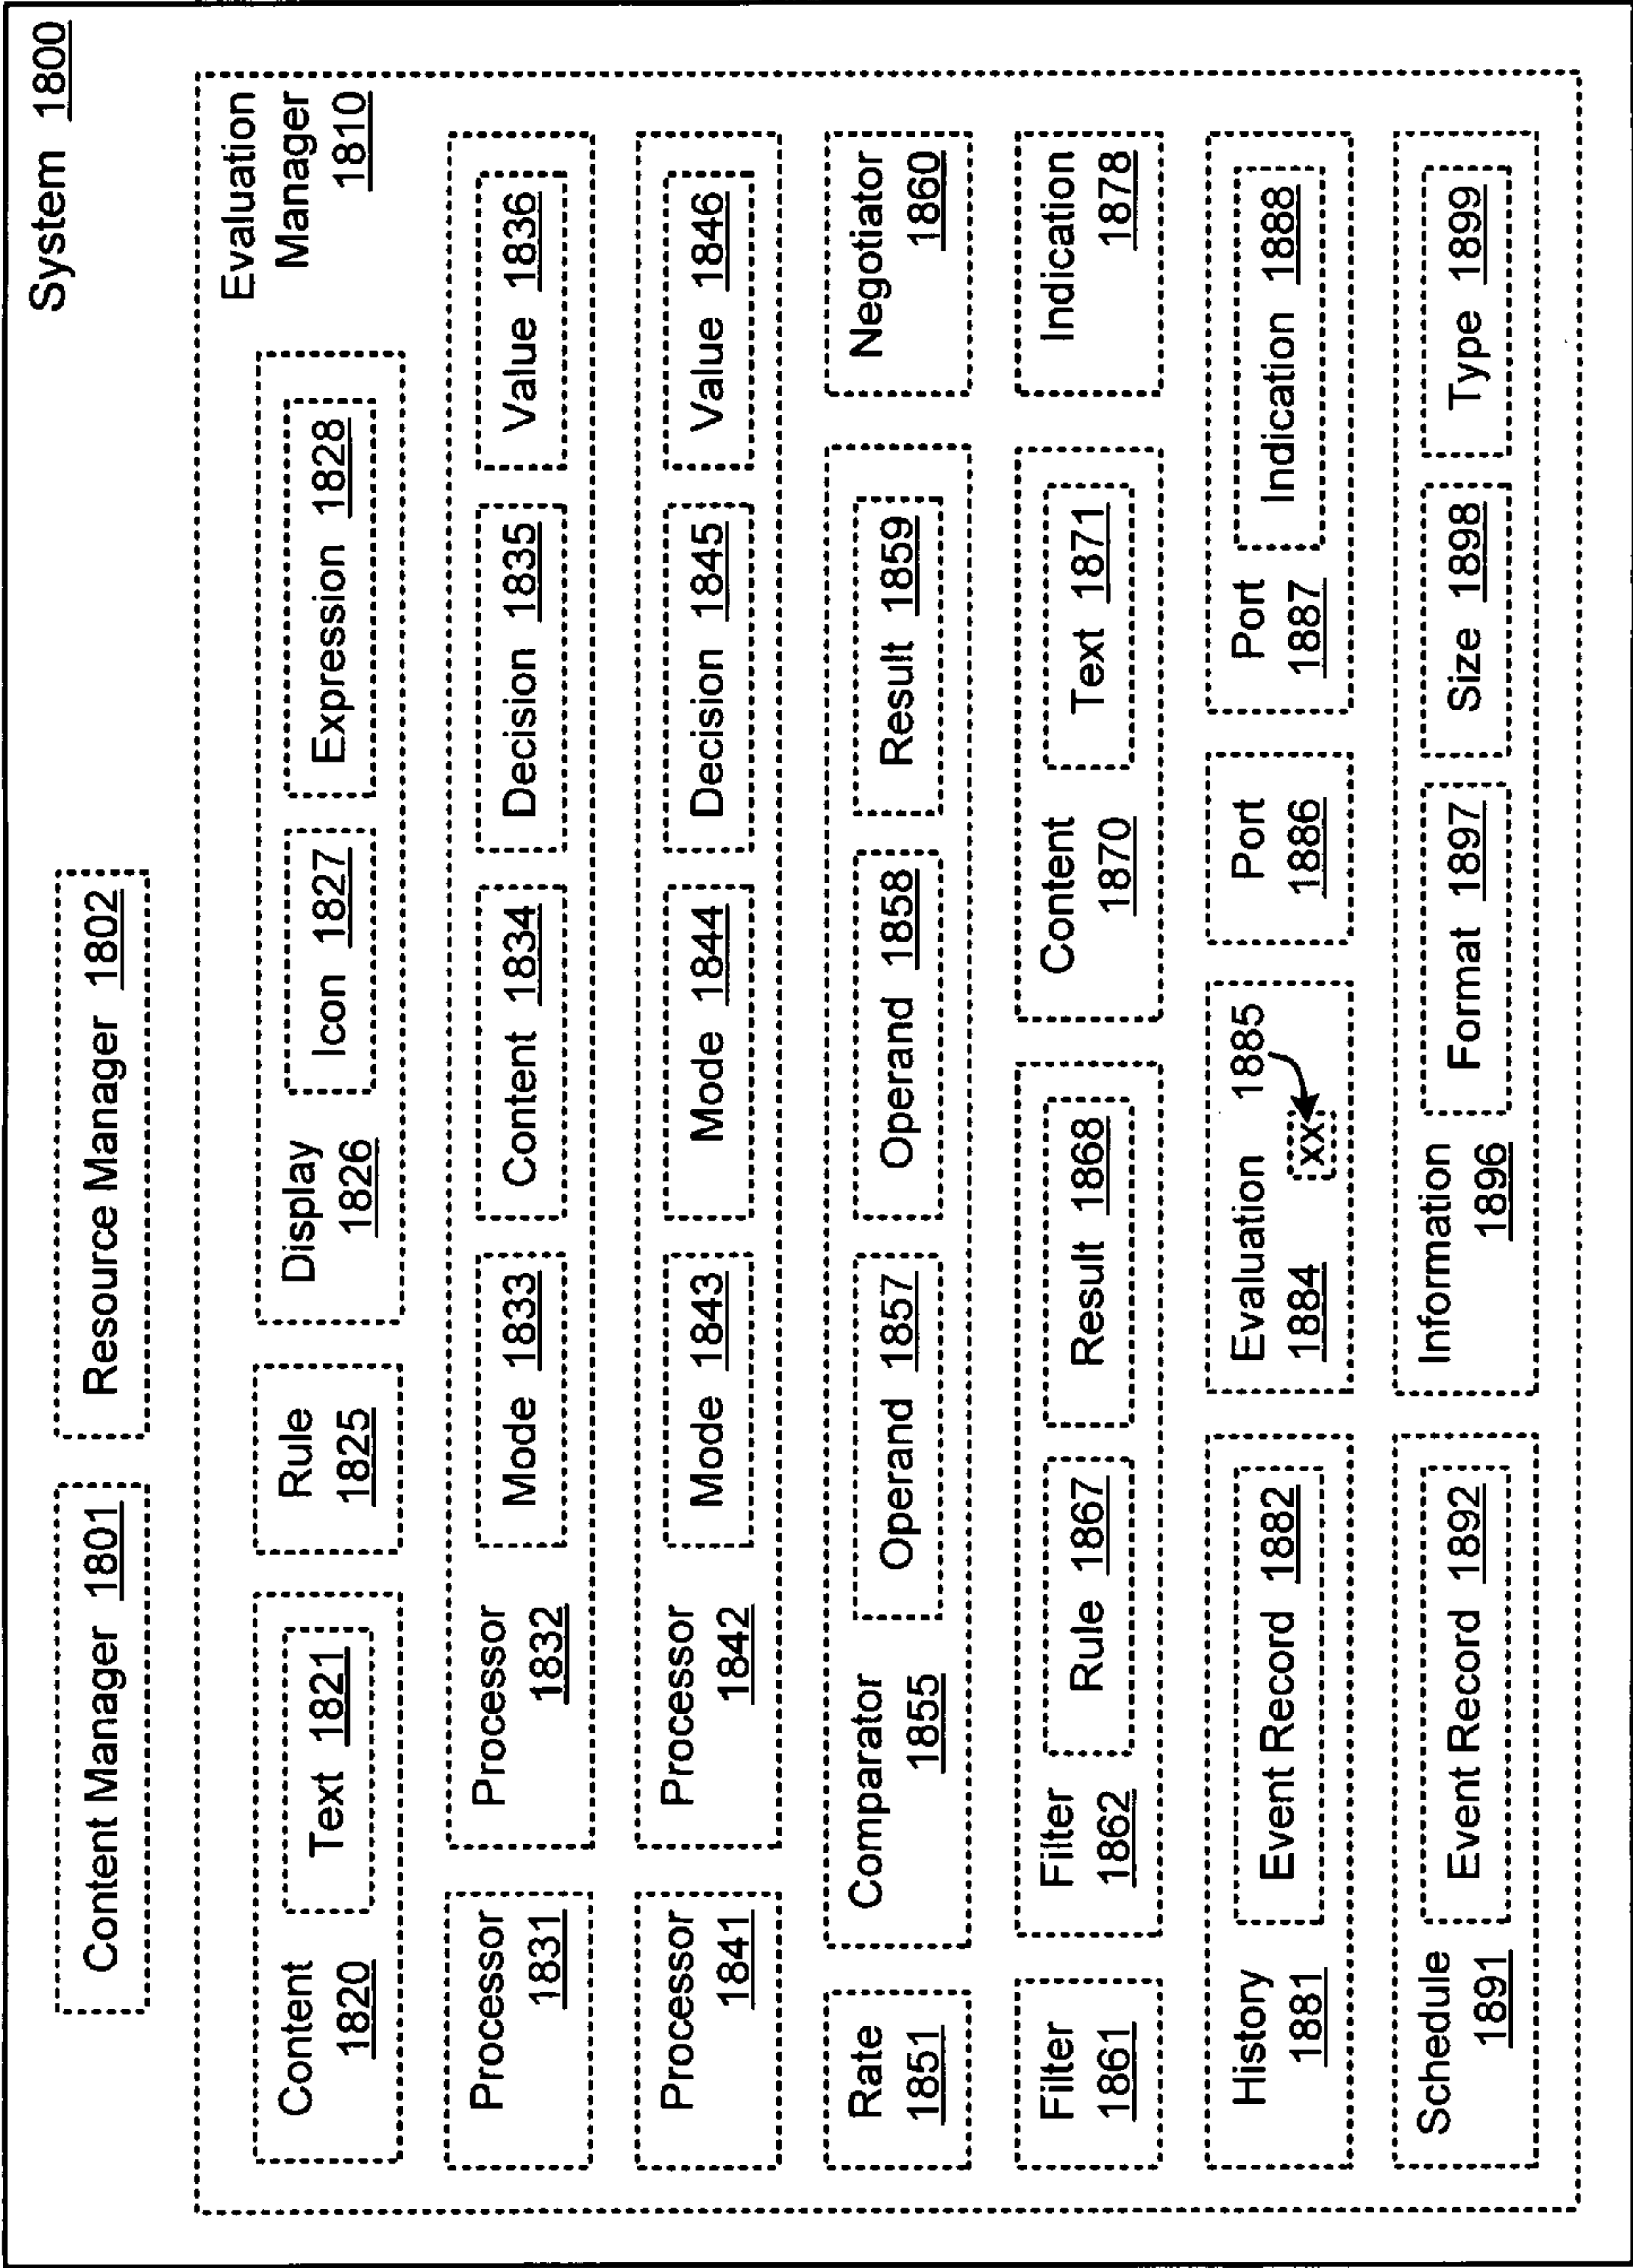 System 1800
Content Manager 1801
Resource Manager 1802
Evaluation
Manager
1810
Content
1820
Text 1821
Rule
1825
Display
1826
Icon 1827
Expression 1828
Processor
1831
Processor
1832
Mode 1833
Content 1834
Decision 1835
Value 1836
Processor
1841
Processor
1842
Mode 1843
Mode 1844
Decision 1845
Value 1846
Rate
1851
Comparator
1855
Operand 1857
Operand 1858
Result 1859
Negotiator
1860
Filter
1861
Filter
1862
Rule 1867
Result 1868
Content
1870
Text 1871
Indication
1878
History
1881
Event Record 1882
Evaluation 1885
1884
xx
Port
1886
Port
1887
Indication 1888
Schedule
1891
Event Record 1892
Information
1896
Format 1897
Size 1898
Type 1899